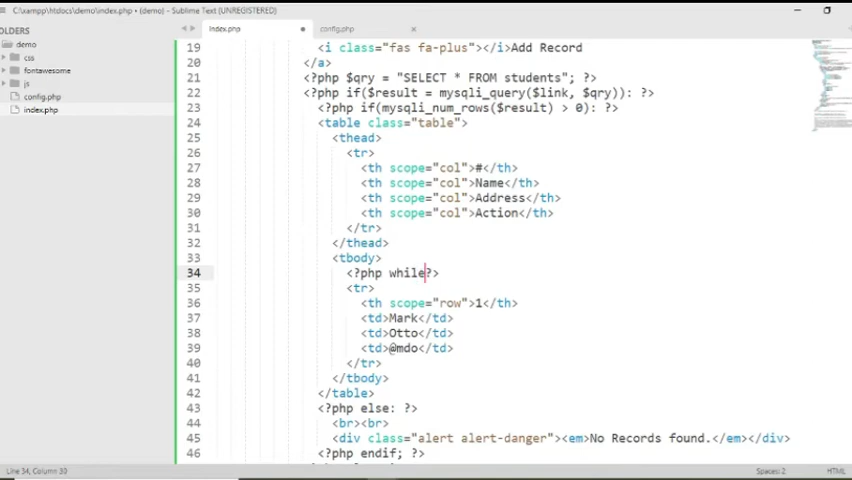 C:\xampp\htdocs\demo\index.php • (demo) - Sublime Text (UNREGISTERED)
index.php
config.php
OLDERS
demo
css
fontawesome
js
config.php
index.php
19 <i class="fas fa-plus"></i>Add Record
20 </a>
21 <?php $qry = "SELECT * FROM students"; ?>
22 <?php if($result = mysqli_query($link, $qry)): ?>
23 <?php if(mysqli_num_rows($result) > 0): ?>
24 <table class="table">
25 <thead>
26 <tr>
27 <th scope="col">#</th>
28 <th scope="col">Name</th>
29 <th scope="col">Address</th>
30 <th scope="col">Action</th>
31 </tr>
32 </thead>
33 <tbody>
34 <?php while?>
35 <tr>
36 <th scope="row">1</th>
37 <td>Mark</td>
38 <td>Otto</td>
39 <td>@mdo</td>
40 </tr>
41 </tbody>
42 </table>
43 <?php else: ?>
44 <br><br>
45 <div class="alert alert-danger"><em>No Records found.</em></div>
46 <?php endif; ?>
Line 34, Column 30
Spaces: 2
HTML